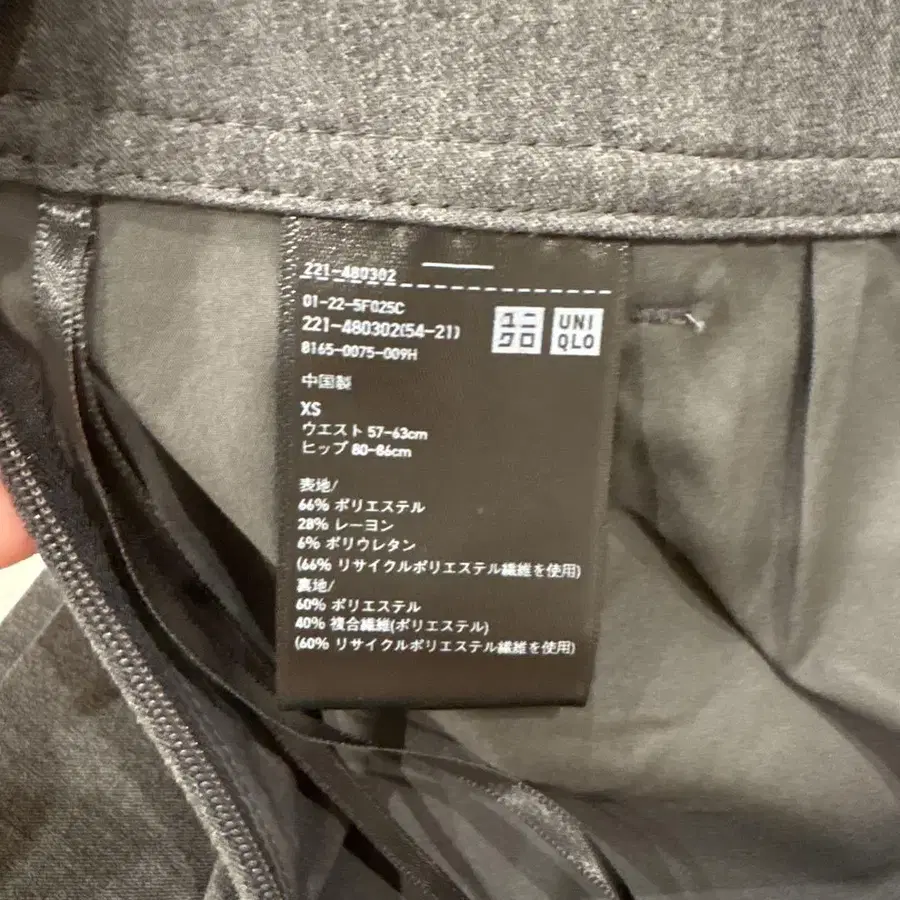 221-480302
01-22-5F025C
221-480302(54-21)
8165-0075-009H
ユニ
クロ
UNI
QLO
中国製
XS
ウエスト 57-63cm
ヒップ 80-86cm
表地/
66% ポリエステル
28% レーヨン
6% ポリウレタン
(66% リサイクルポリエステル繊維を使用)
裏地/
60% ポリエステル
40% 複合繊維(ポリエステル)
(60% リサイクルポリエステル繊維を使用)